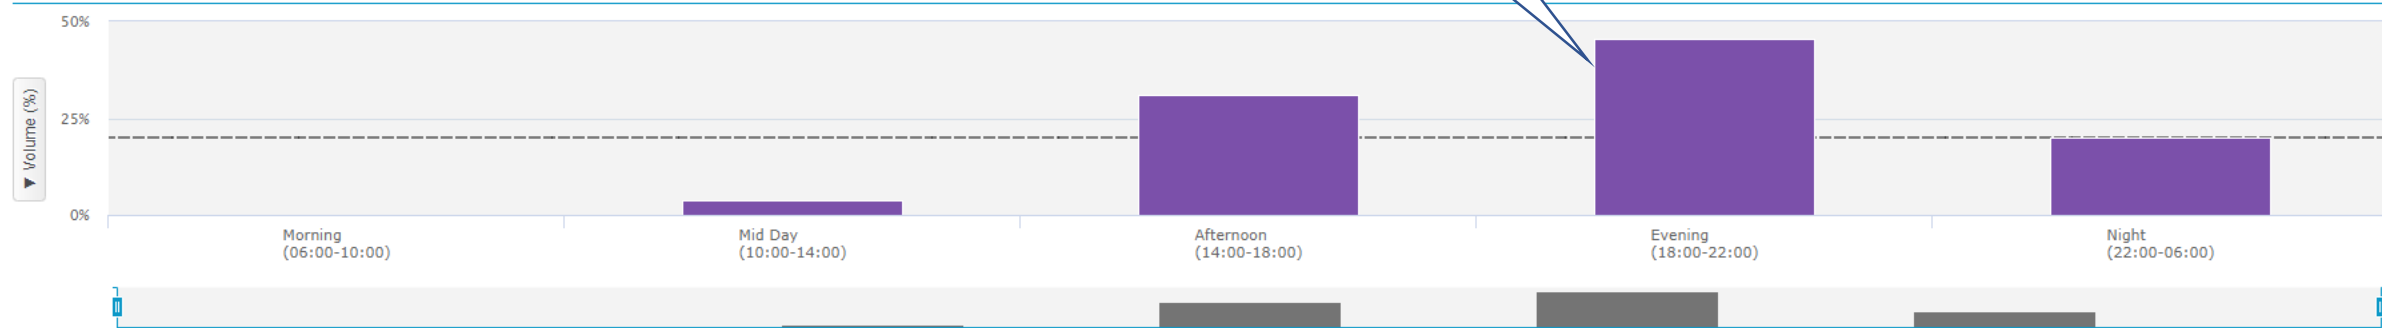 50%
25%
0%
▼ Volume (%)
Morning
(06:00-10:00)
Mid Day
(10:00-14:00)
Afternoon
(14:00-18:00)
Evening
(18:00-22:00)
Night
(22:00-06:00)